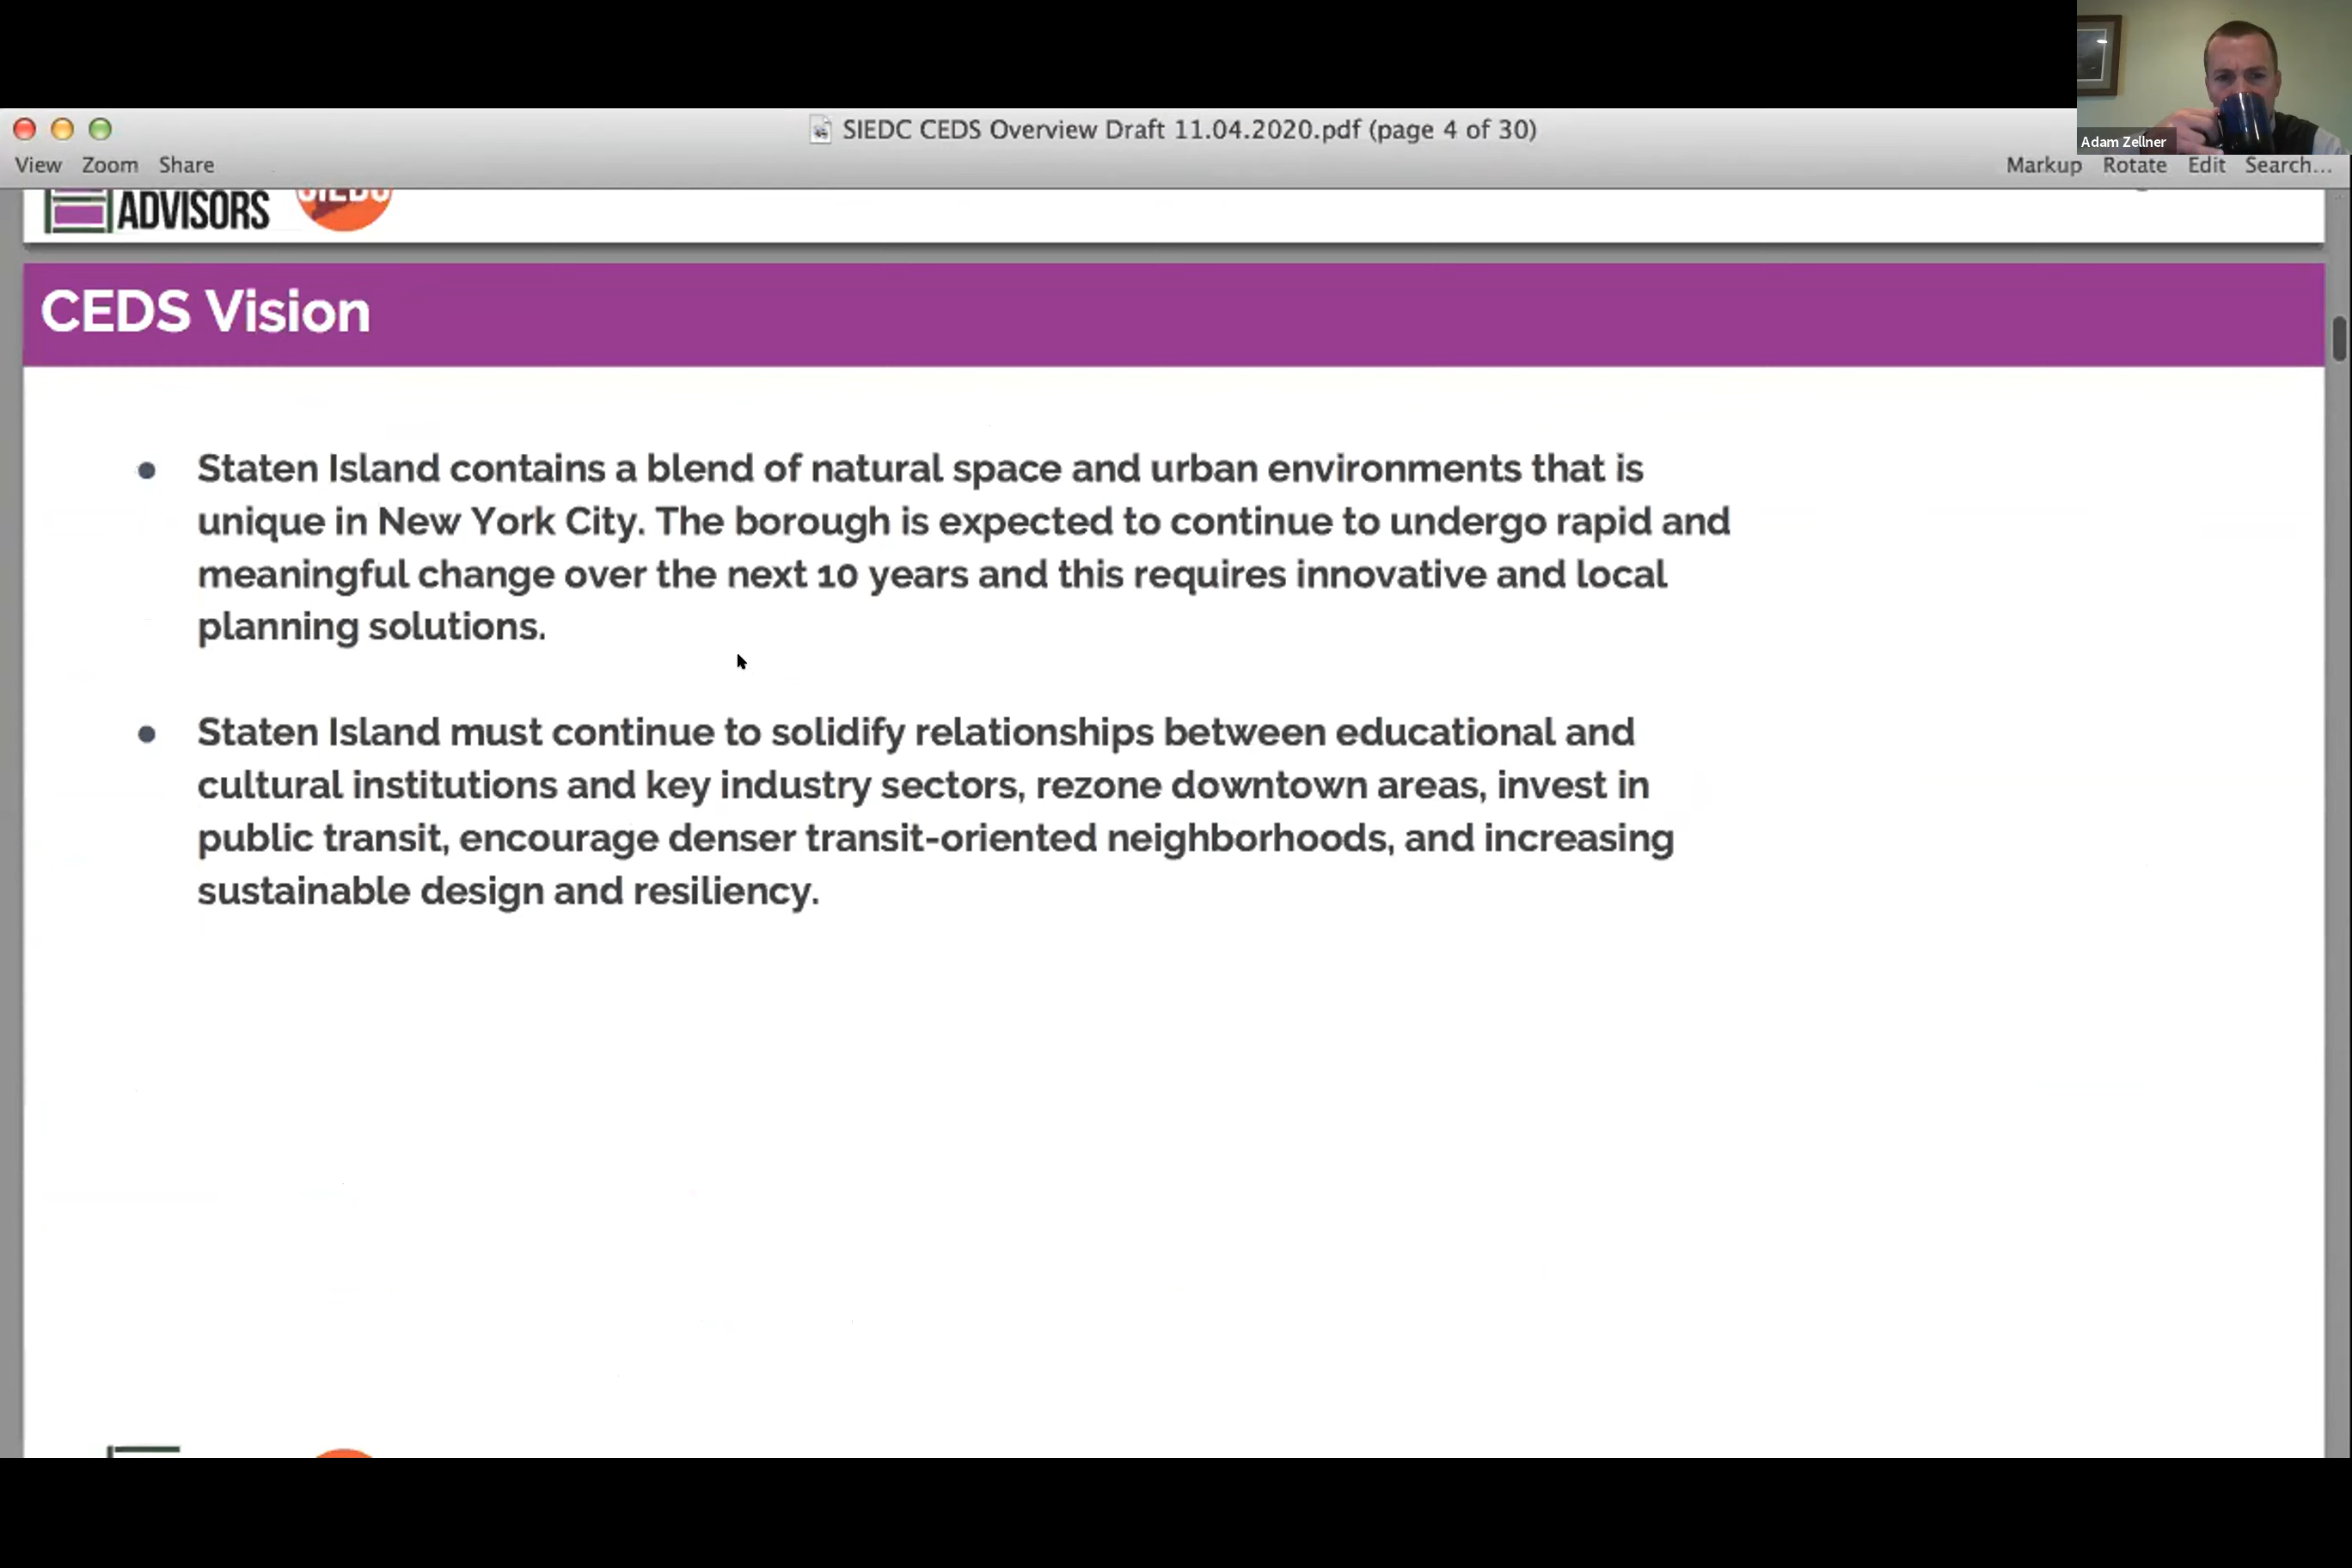 Adam Zellner
SIEDC CEDS Overview Draft 11.04.2020.pdf (page 4 of 30)
View Zoom Share
Markup Rotate Edit Search...
ADVISORS
CEDS Vision
Staten Island contains a blend of natural space and urban environments that is
unique in New York City. The borough is expected to continue to undergo rapid and
meaningful change over the next 10 years and this requires innovative and local
planning solutions.
Staten Island must continue to solidify relationships between educational and
cultural institutions and key industry sectors, rezone downtown areas, invest in
public transit, encourage denser transit-oriented neighborhoods, and increasing
sustainable design and resiliency.